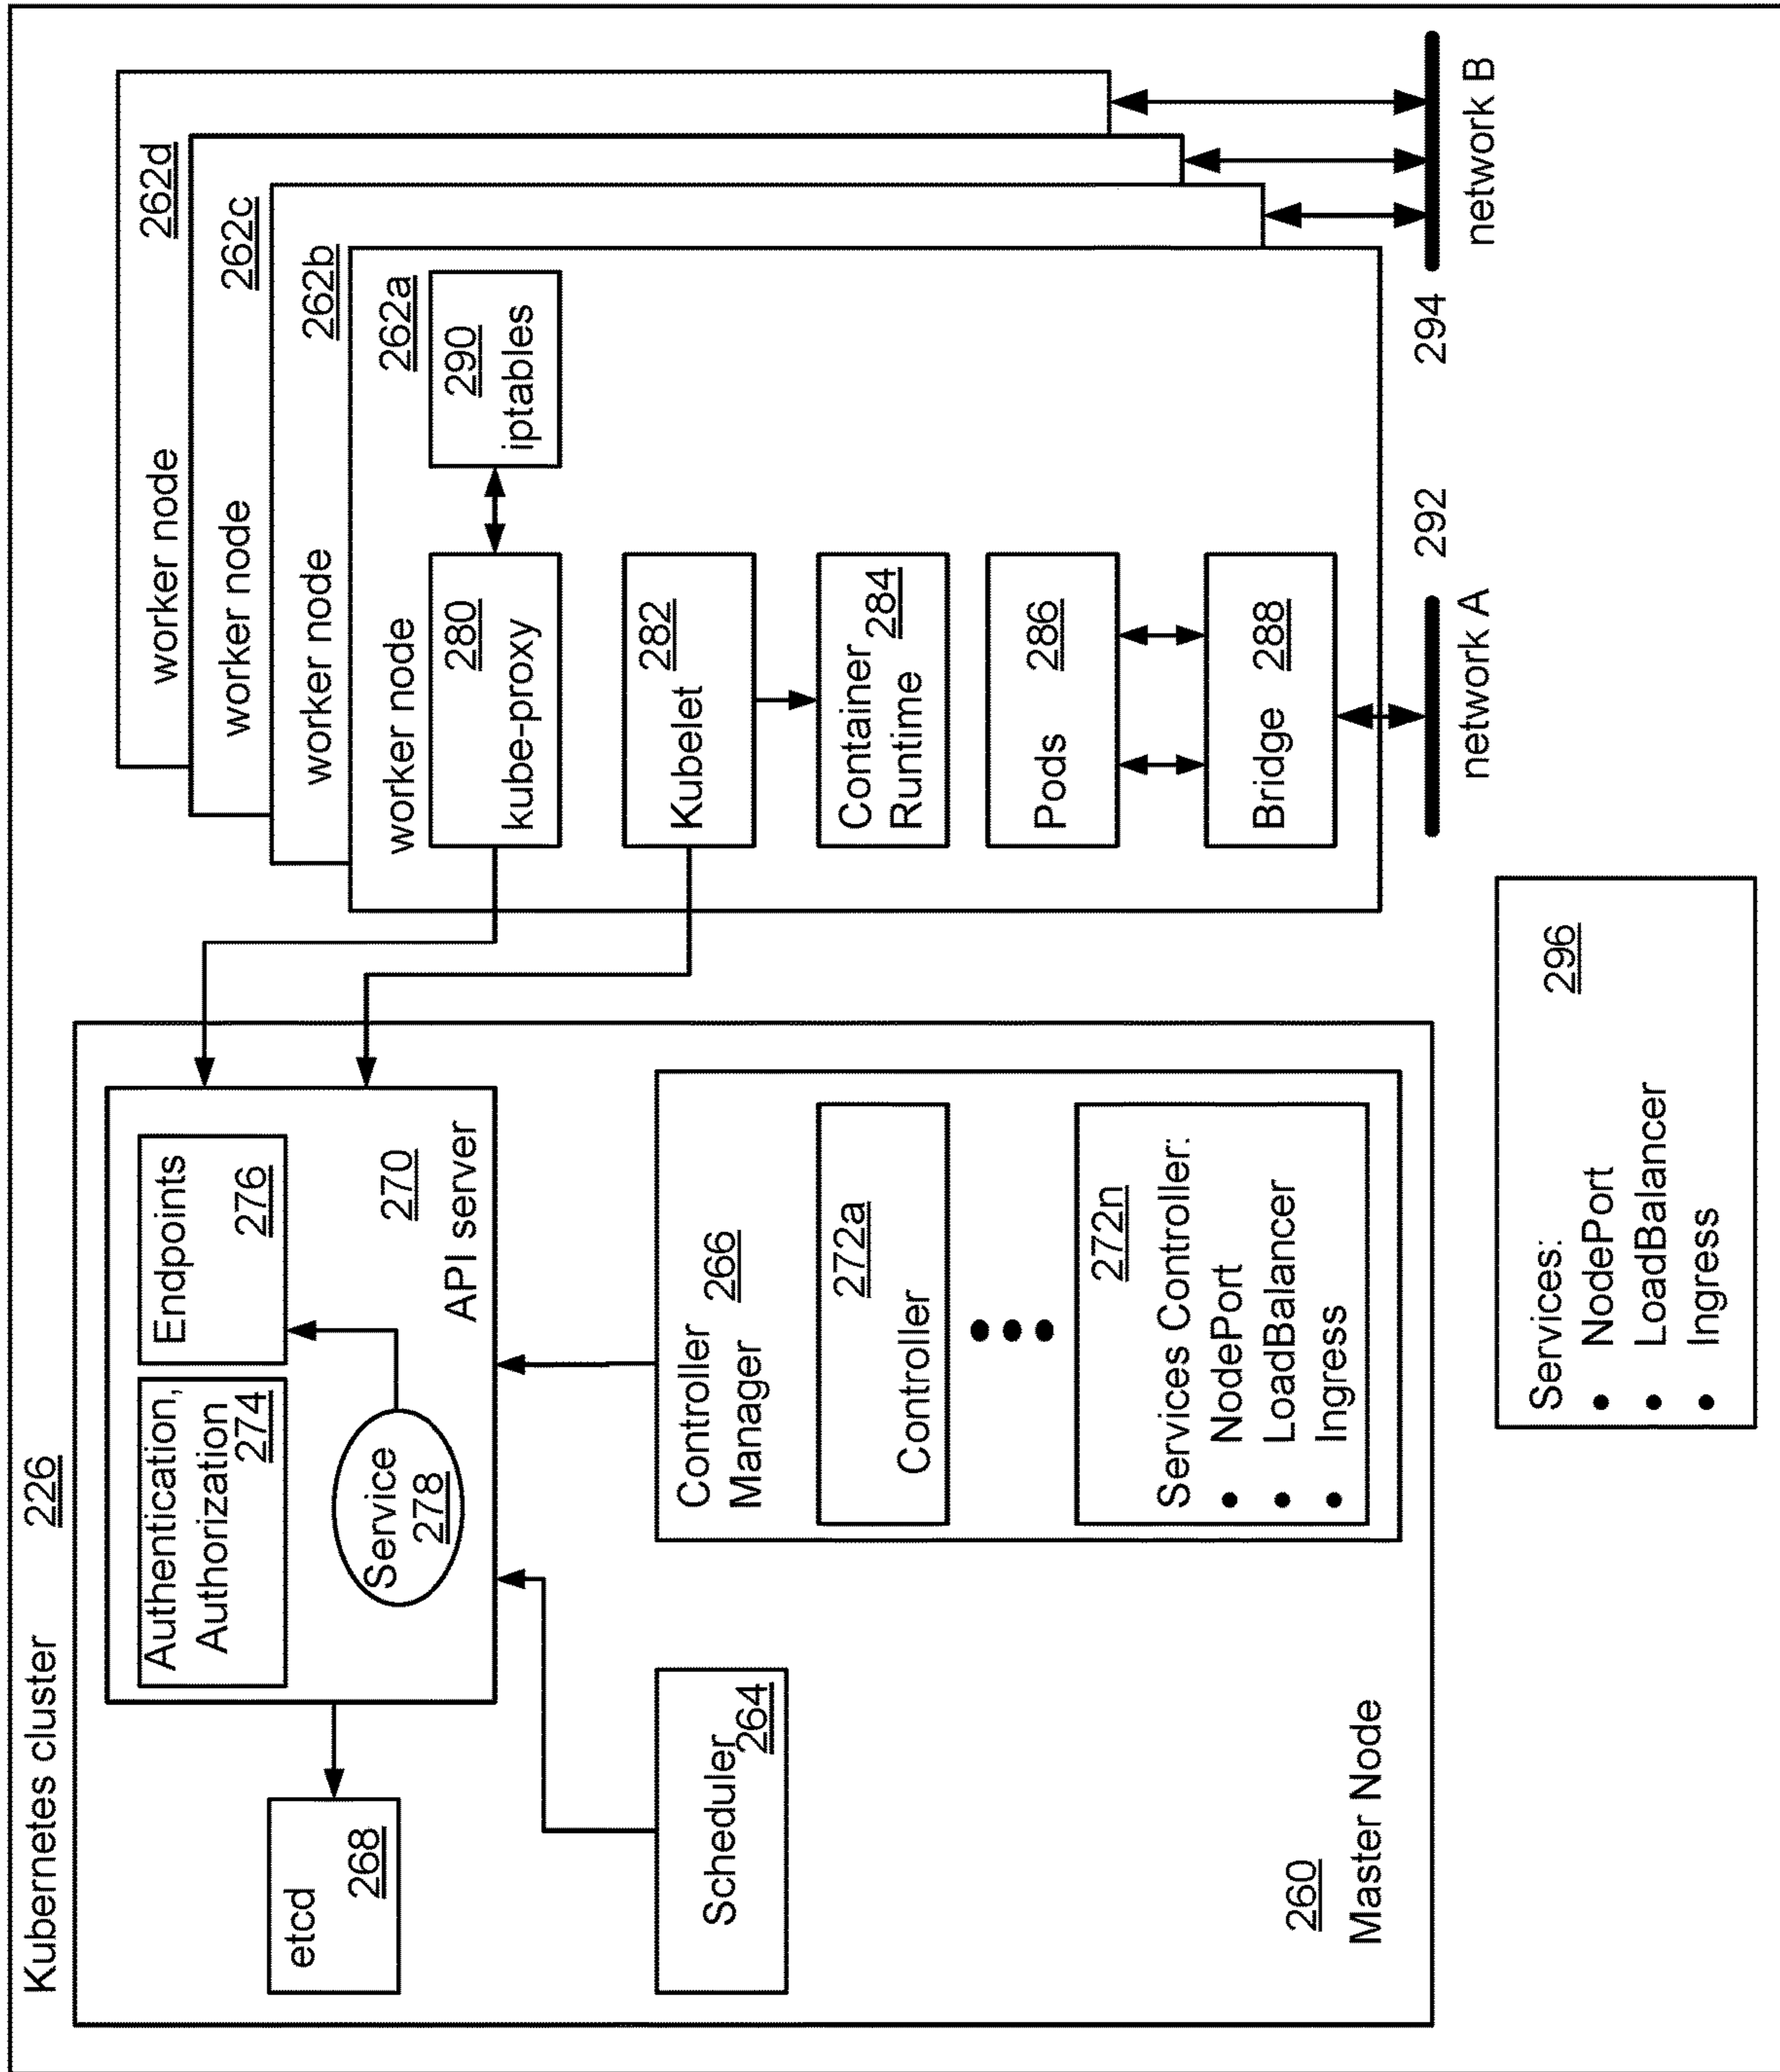 Kubernetes cluster 226
etcd
268
Authentication,
Authorization
274
Endpoints
276
Service
278
270
API server
Scheduler
264
Controller
Manager 266
272a
Controller
272n
Services Controller:
• NodePort
• LoadBalancer
• Ingress
260
Master Node
worker node 262d
worker node 262c
worker node 262b
worker node 262a
280
kube-proxy
290
iptables
282
Kubelet
Container
Runtime 284
Pods 286
Bridge 288
292
network A
294
network B
Services: 296
• NodePort
• LoadBalancer
• Ingress